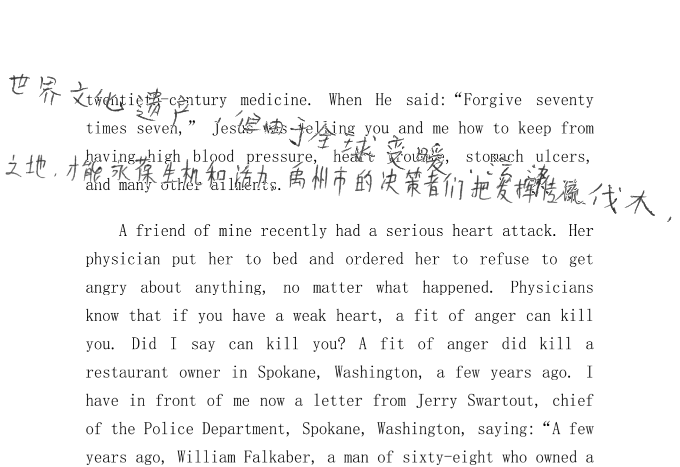 世界文化遗产
twentieth-century medicine. When He said:“Forgive seventy
times seven,” Jesus was telling you and me how to keep from
全球受暖
having high blood pressure, heart trouble, stomach ulcers,
之地，才能永葆生机和活力。禹州市的决策者们把发挥 伐木，
and many other ailments.
A friend of mine recently had a serious heart attack. Her
physician put her to bed and ordered her to refuse to get
angry about anything, no matter what happened. Physicians
know that if you have a weak heart, a fit of anger can kill
you. Did I say can kill you? A fit of anger did kill a
restaurant owner in Spokane, Washington, a few years ago. I
have in front of me now a letter from Jerry Swartout, chief
of the Police Department, Spokane, Washington, saying:“A few
years ago, William Falkaber, a man of sixty-eight who owned a